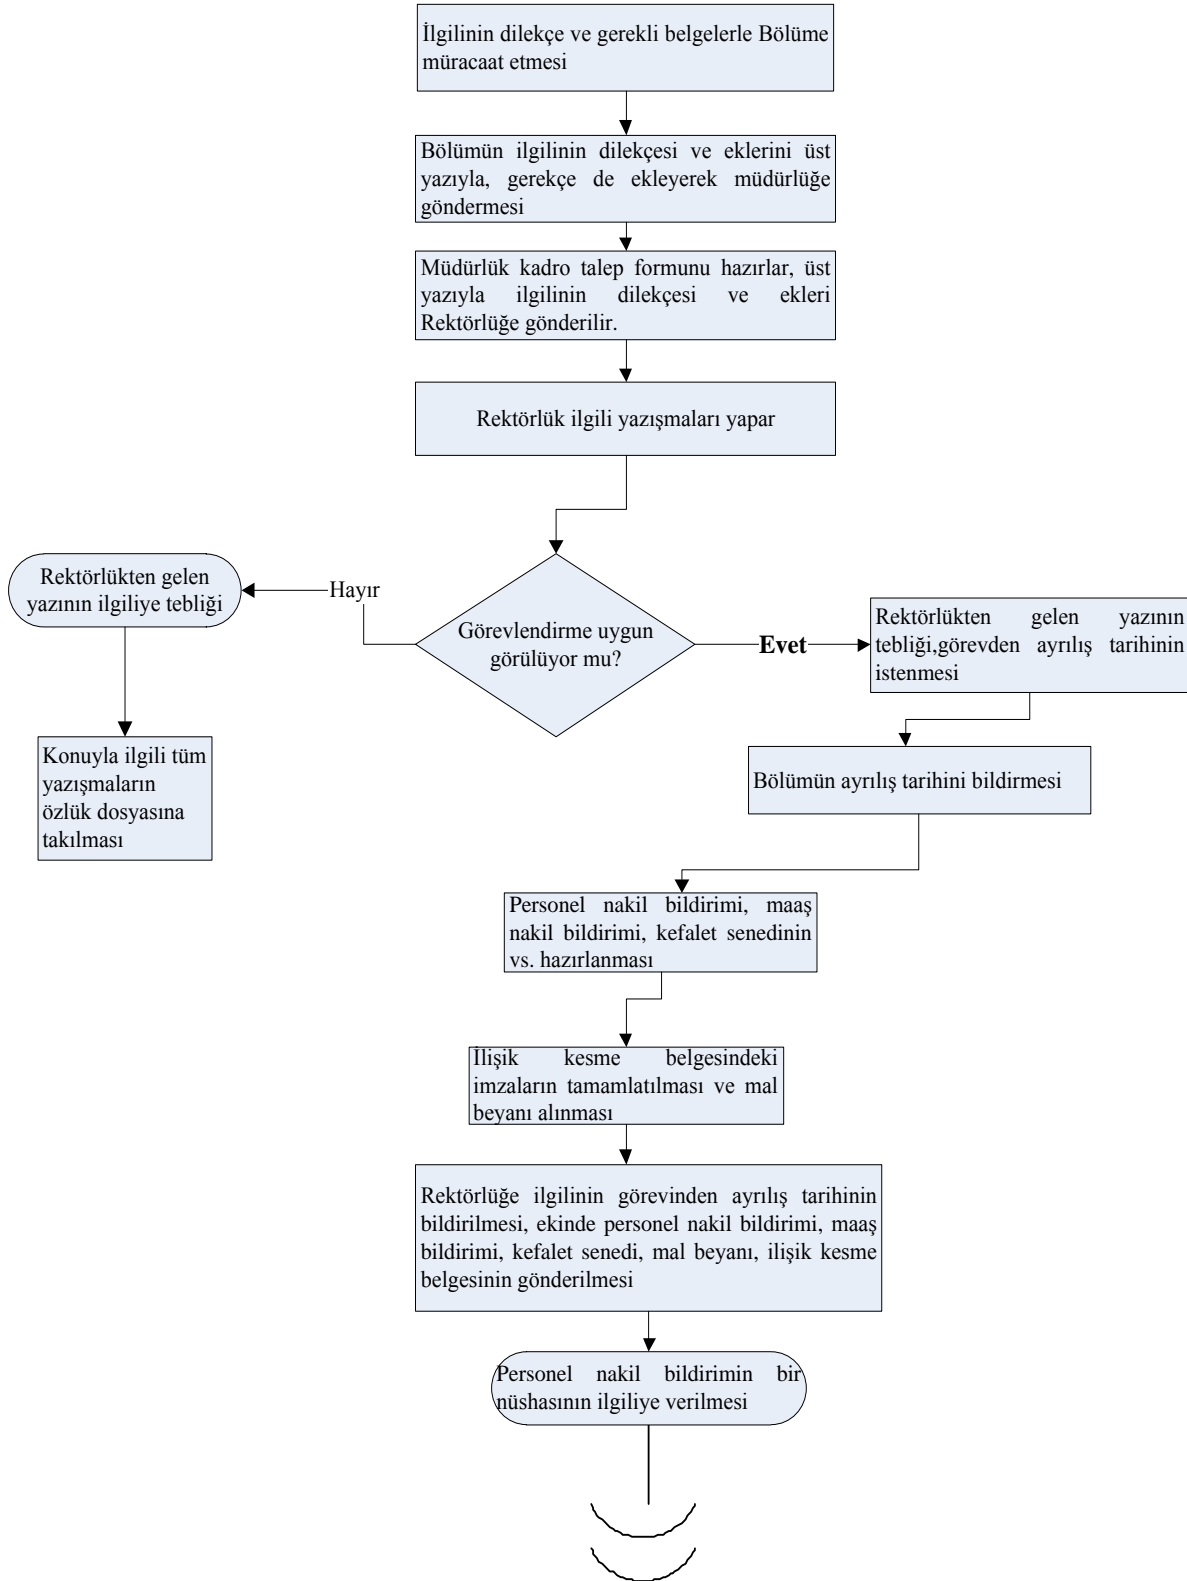 İlgilinin dilekçe ve gerekli belgelerle Bölüme
müracaat etmesi
Bölümün ilgilinin dilekçesi ve eklerini üst
yazıyla, gerekçe de ekleyerek müdürlüğe
göndermesi
Müdürlük kadro talep formunu hazırlar, üst
yazıyla ilgilinin dilekçesi ve ekleri
Rektörlüğe gönderilir.
Rektörlük ilgili yazışmaları yapar
Görevlendirme uygun
görülüyor mu?
Hayır
Rektörlükten gelen
yazının ilgiliye tebliği
Konuyla ilgili tüm
yazışmaların
özlük dosyasına
takılması
Evet
Rektörlükten gelen yazının
tebliği,görevden ayrılış tarihinin
istenmesi
Bölümün ayrılış tarihini bildirmesi
Personel nakil bildirimi, maaş
nakil bildirimi, kefalet senedinin
vs. hazırlanması
İlişik kesme belgesindeki
imzaların tamamlatılması ve mal
beyanı alınması
Rektörlüğe ilgilinin görevinden ayrılış tarihinin
bildirilmesi, ekinde personel nakil bildirimi, maaş
bildirimi, kefalet senedi, mal beyanı, ilişik kesme
belgesinin gönderilmesi
Personel nakil bildirimin bir
nüshasının ilgiliye verilmesi